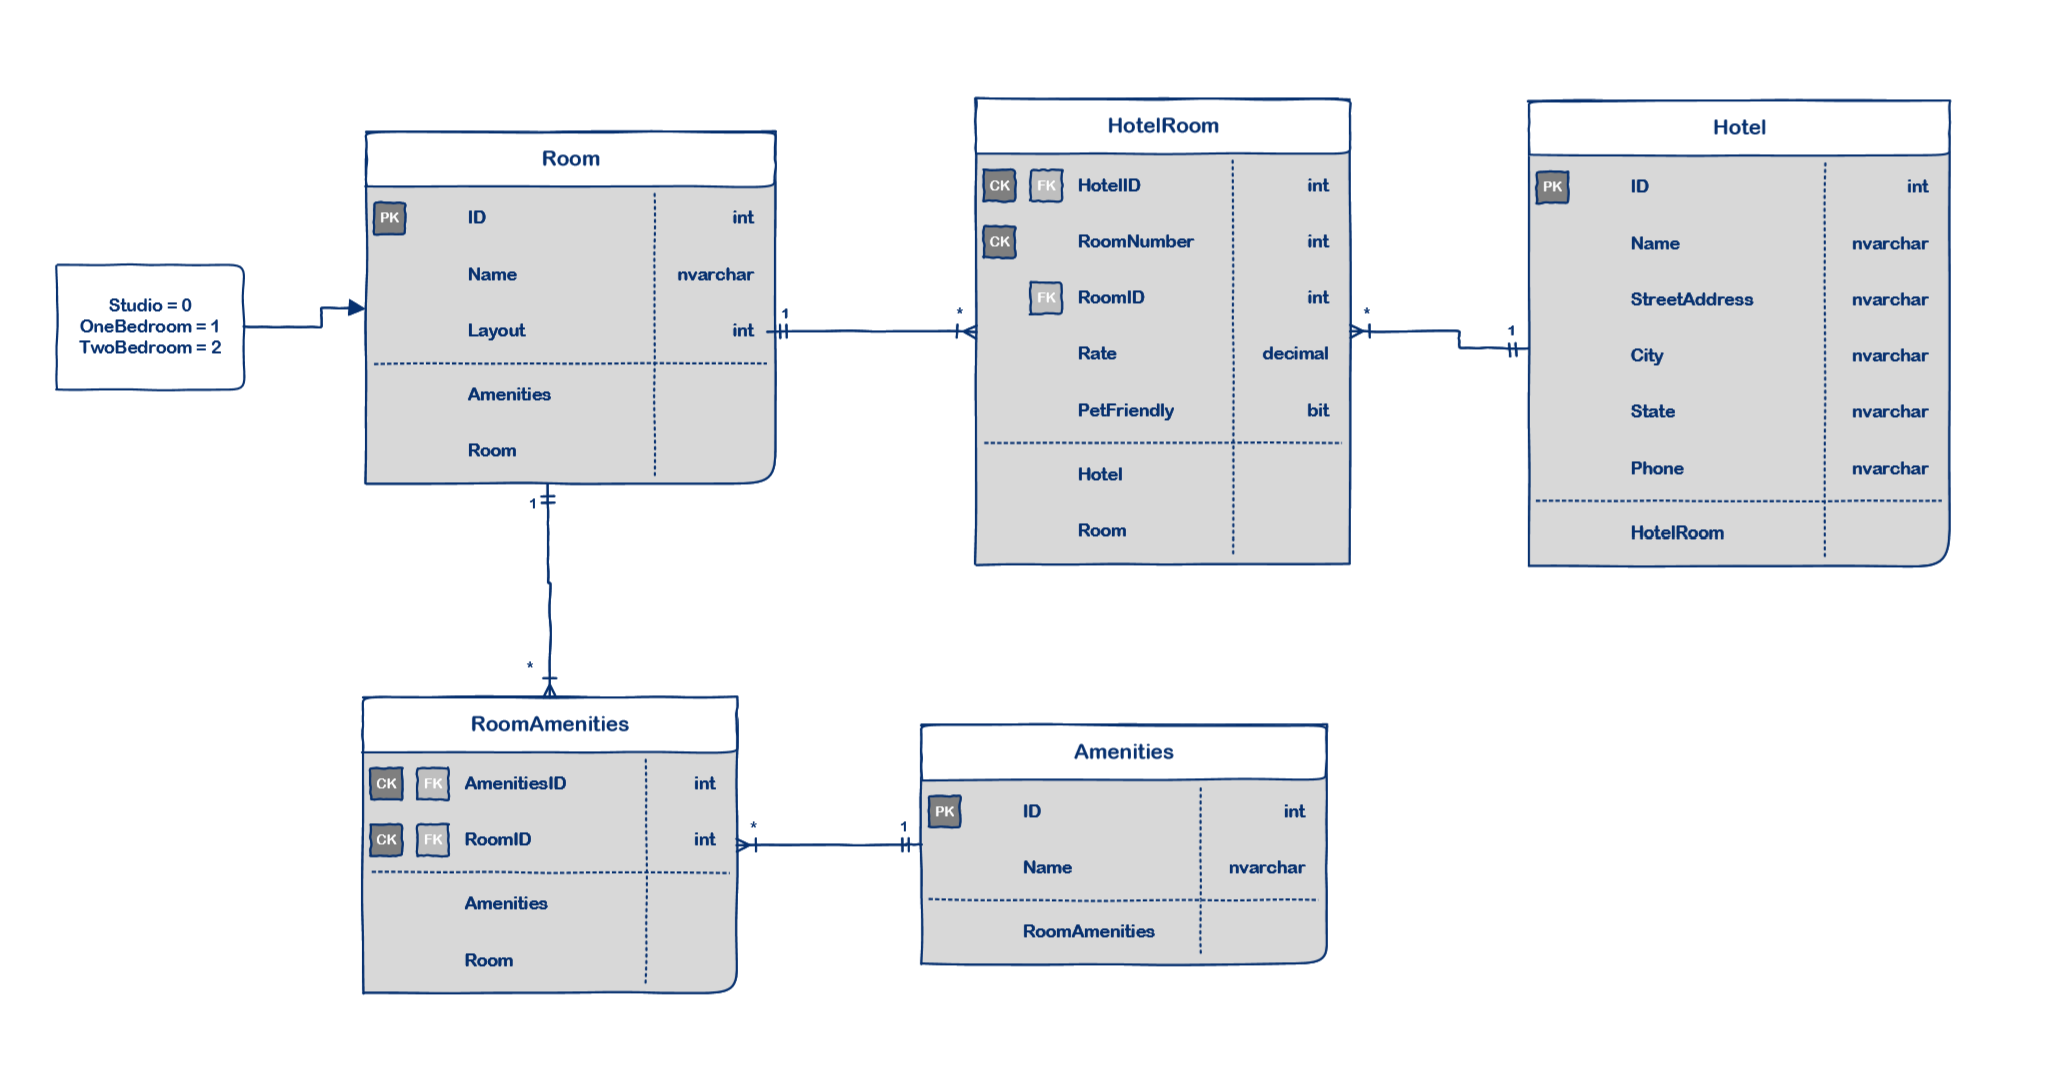 Studio = 0
OneBedroom = 1
TwoBedroom = 2
Room
PK ID int
Name nvarchar
Layout int
Amenities
Room
1 *
HotelRoom
CK FK HotelID int
CK RoomNumber int
FK RoomID int
Rate decimal
PetFriendly bit
Hotel
Room
* 1
Hotel
PK ID int
Name nvarchar
StreetAddress nvarchar
City nvarchar
State nvarchar
Phone nvarchar
HotelRoom
1
*
RoomAmenities
CK FK AmenitiesID int
CK FK RoomID int
Amenities
Room
* 1
Amenities
PK ID int
Name nvarchar
RoomAmenities